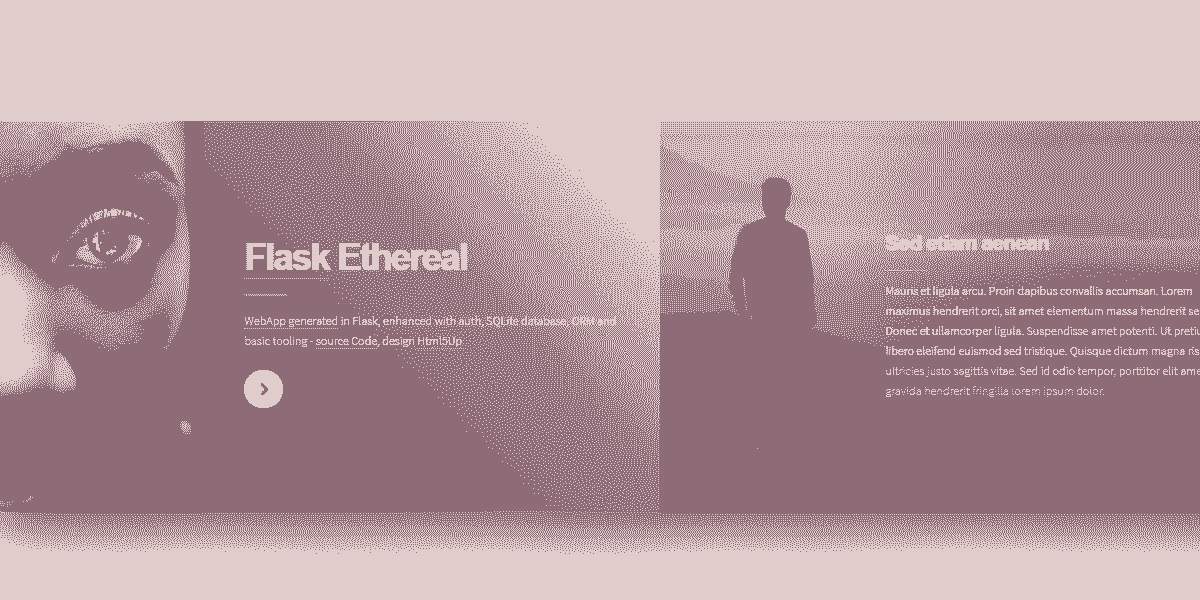 Flask Ethereal
WebApp generated in Flask, enhanced with auth, SQLite database, ORM and
basic tooling - source Code, design Html5Up
Sed etiam aenean
Mauris et ligula arcu. Proin dapibus convallis accumsan. Lorem
maximus hendrerit orci, sit amet elementum massa hendrerit se
Donec et ullamcorper ligula. Suspendisse amet potenti. Ut pretiu
libero eleifend euismod sed tristique. Quisque dictum magna ris
ultricies justo sagittis vitae. Sed id odio tempor, porttitor elit ame
gravida hendrerit fringilla lorem ipsum dolor.